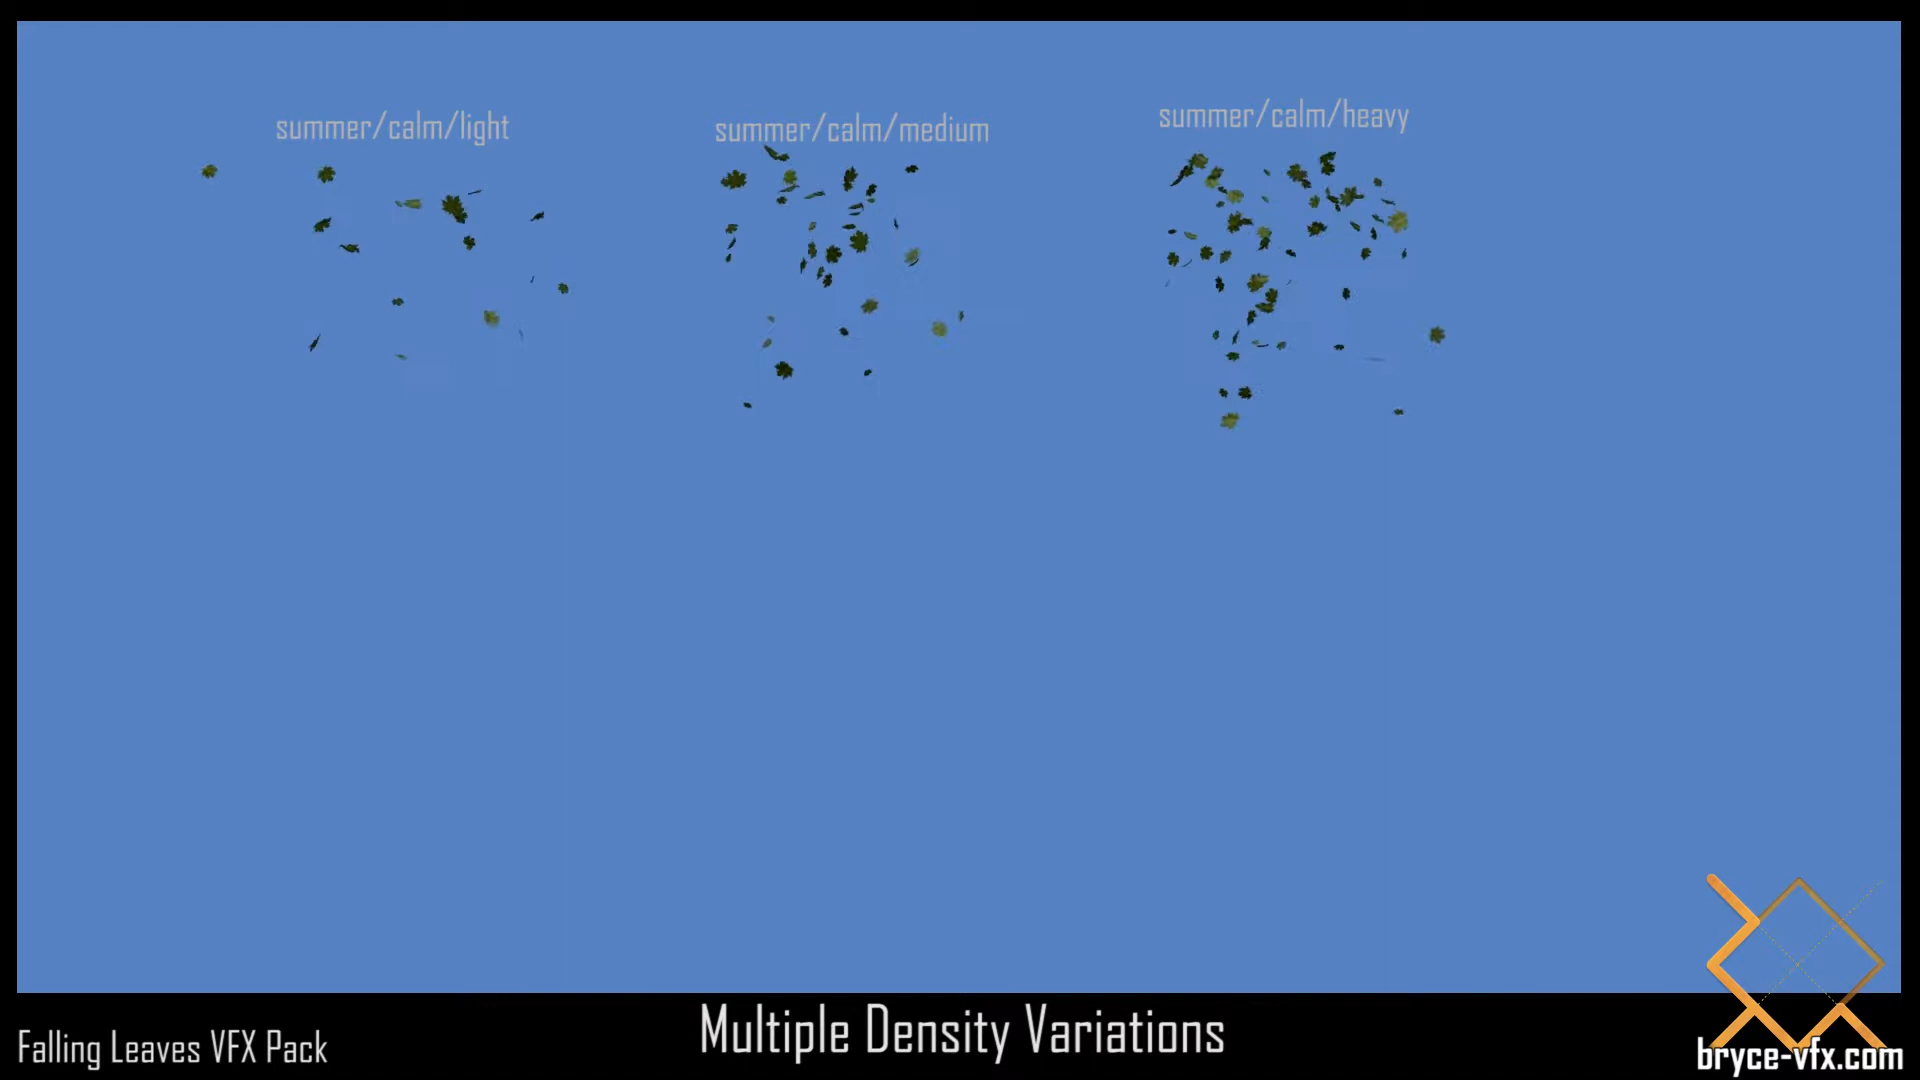 summer/calm/light
summer/calm/medium
summer/calm/heavy
Multiple Density Variations
Falling Leaves VFX Pack
bryce-vfx.com